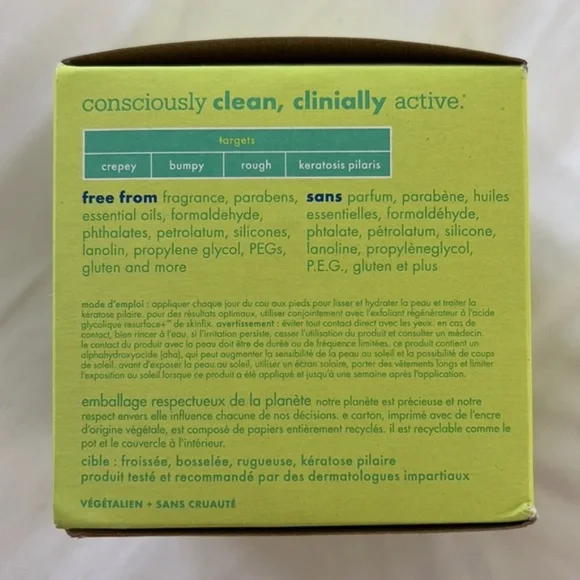 consciously clean, clinially active.*
targets
crepey bumpy rough keratosis pilaris
free from fragrance, parabens,
essential oils, formaldehyde,
phthalates, petrolatum, silicones,
lanolin, propylene glycol, PEGs,
gluten and more
sans parfum, parabène, huiles
essentielles, formaldéhyde,
phtalate, pétrolatum, silicone,
lanoline, propylèneglycol,
P.E.G., gluten et plus
mode d'emploi : appliquer chaque jour du cou aux pieds pour lisser et hydrater la peau et traiter la
kératose pilaire. pour des résultats optimaux, utiliser conjointement avec l'exfoliant régénérateur à l'acide
glycolique resurface+™ de skinfix. avertissement : éviter tout contact direct avec les yeux. en cas de
contact, bien rincer à l'eau. si l'irritation persiste, cesser l'utilisation du produit et consulter un médecin.
le contact du produit avec la peau doit être de durée ou de fréquence limitées. ce produit contient un
alphahydroxyacide (aha), qui peut augmenter la sensibilité de la peau au soleil et la possibilité de coups
de soleil. avant d'exposer la peau au soleil, utiliser un écran solaire, porter des vêtements longs et limiter
l'exposition au soleil lorsque ce produit a été appliqué et jusqu'à une semaine après l'application.
emballage respectueux de la planète notre planète est précieuse et notre
respect envers elle influence chacune de nos décisions. e carton, imprimé avec de l'encre
d'origine végétale, est composé de papiers entièrement recyclés. il est recyclable comme le
pot et le couvercle à l'intérieur.
cible : froissée, bosselée, rugueuse, kératose pilaire
produit testé et recommandé par des dermatologues impartiaux
VÉGÉTALIEN + SANS CRUAUTÉ